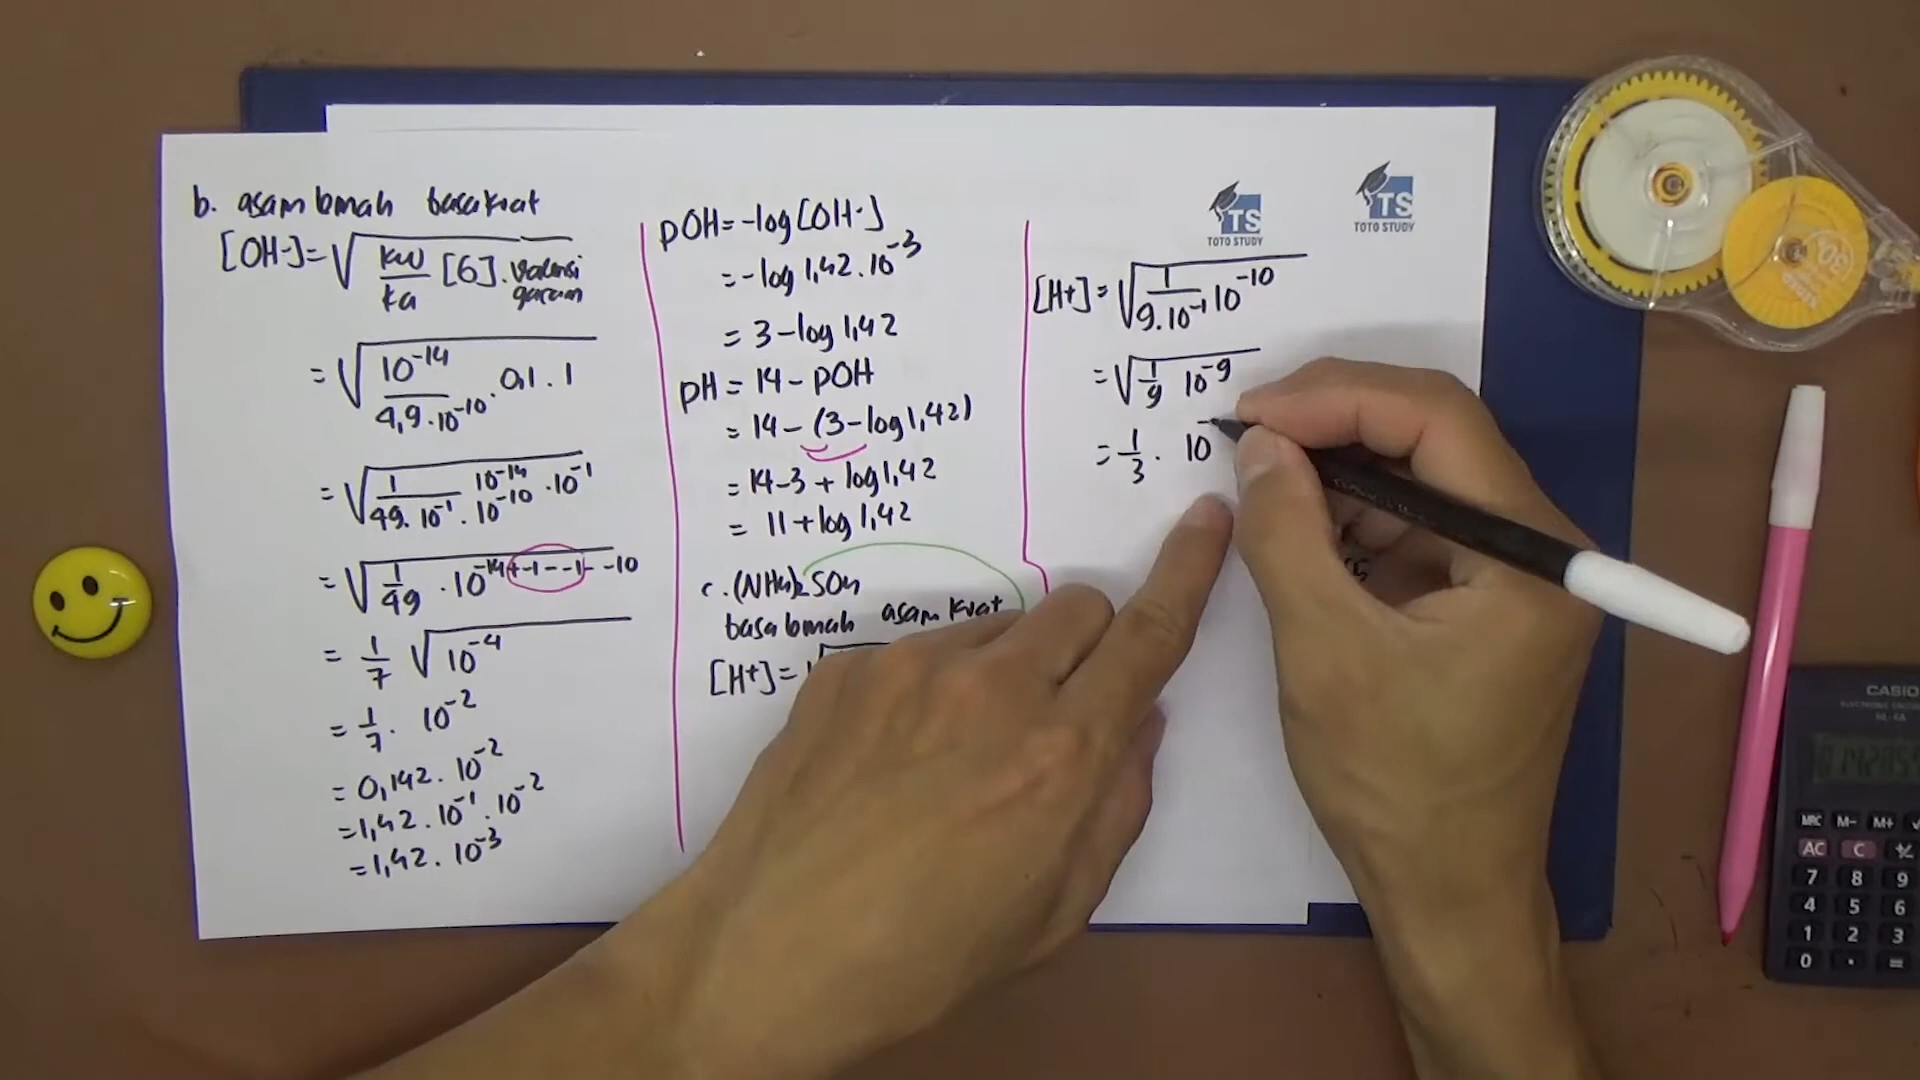 b. asam lemah basa kuat
[OH-] = √ kw/ka [G] . valensi garam
= √ 10⁻¹⁴/4,9 . 10⁻¹⁰ . 0,1 . 1
= √ 1/49 . 10⁻¹ 10⁻¹⁴/10⁻¹⁰ . 10⁻¹
= √ 1/49 . 10⁻¹⁴ ⁺ ⁻¹ ⁻ ⁻¹ ⁻ ⁻¹⁰
= 1/7 √ 10⁻⁴
= 1/7 . 10⁻²
= 0,142 . 10⁻²
= 1,42 . 10⁻¹ . 10⁻²
= 1,42 . 10⁻³
pOH = -log [OH-]
= -log 1,42 . 10⁻³
= 3 - log 1,42
pH = 14 - pOH
= 14 - (3 - log 1,42)
= 14 - 3 + log 1,42
= 11 + log 1,42
c. (NH4)2SO4
basa lemah asam kuat
[H+] = √
TS
TOTO STUDY
TS
TOTO STUDY
[H+] = √ 1/9 . 10⁻¹ 10⁻¹⁰
= √ 1/9 10⁻⁹
= 1/3 . 10⁻
CASIO
MRC M- M+ √
AC C
7 8 9
4 5 6
1 2 3
0 . =